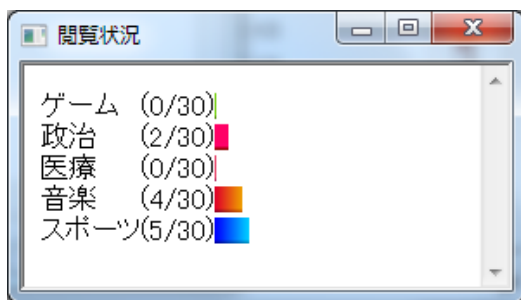 閲覧状況
ゲーム (0/30)
政治 (2/30)
医療 (0/30)
音楽 (4/30)
スポーツ(5/30)